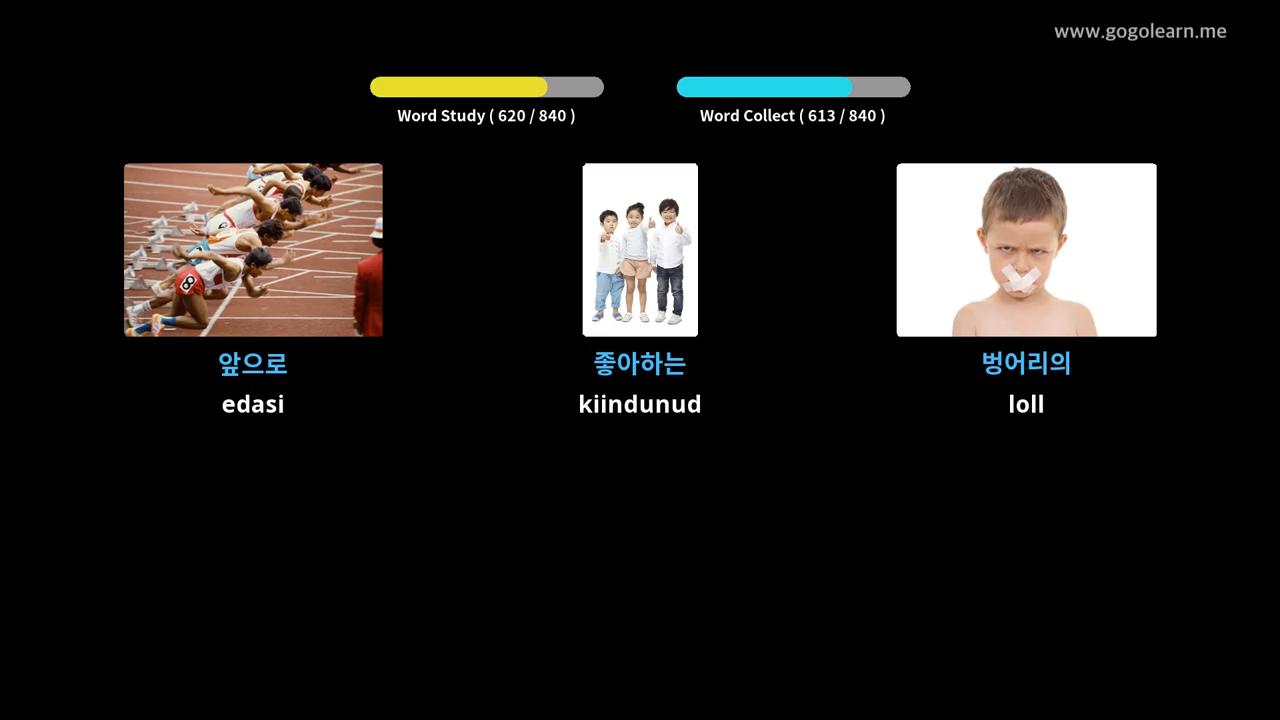 www.gogolearn.me
Word Study ( 620 / 840 )
Word Collect ( 613 / 840 )
앞으로
edasi
좋아하는
kiindunud
벙어리의
loll
8